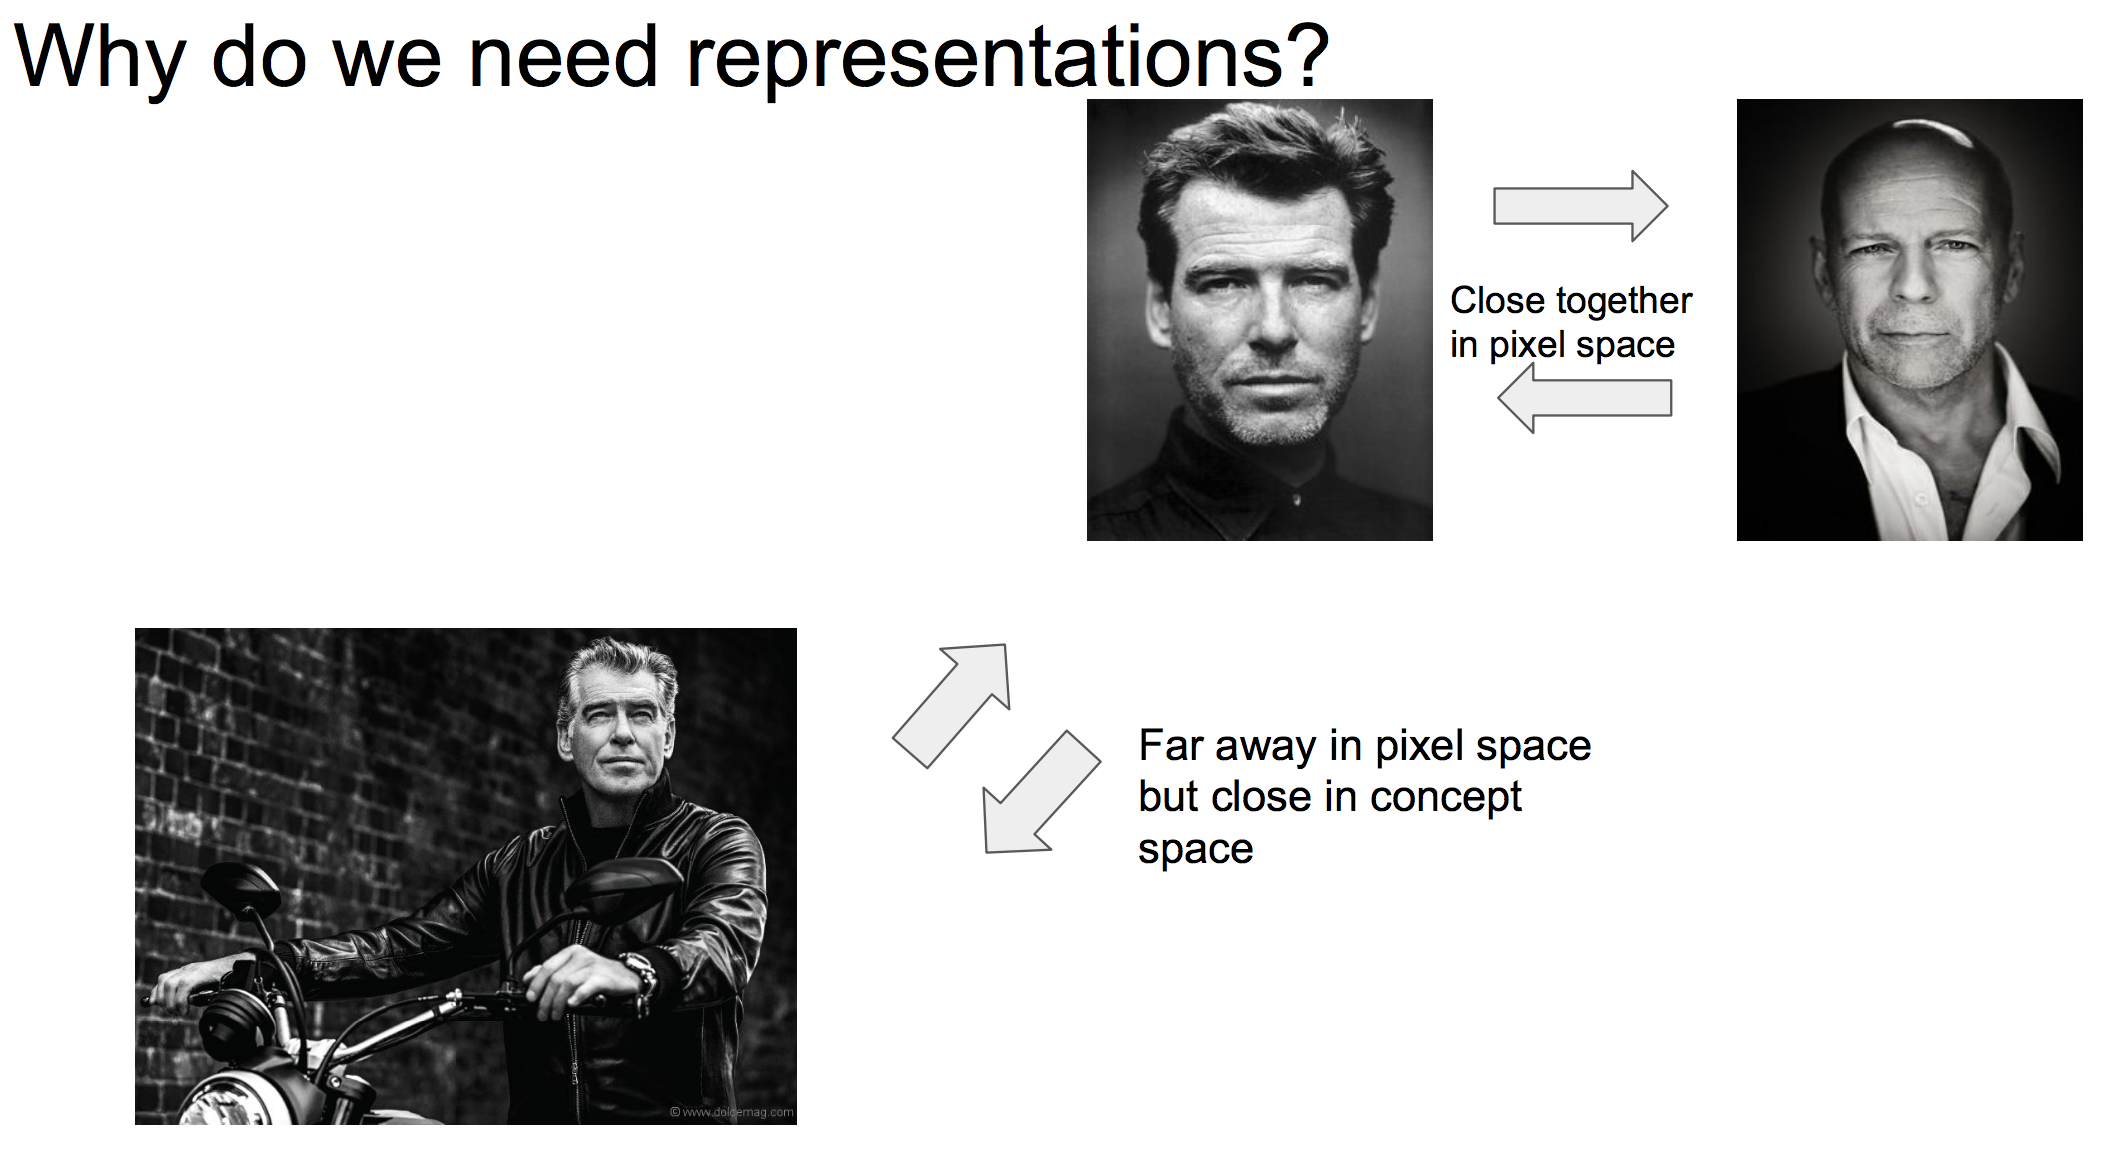 Why do we need representations?
Close together
in pixel space
Far away in pixel space
but close in concept
space
© www.dolcemag.com